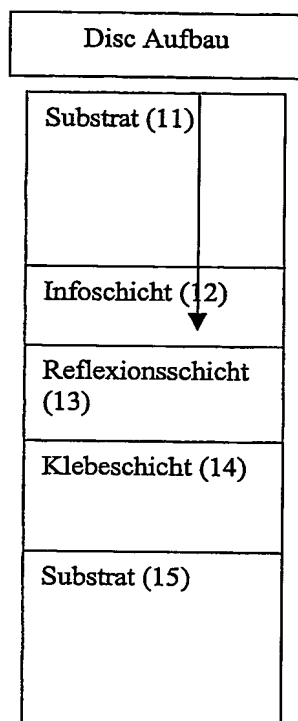 Disc Aufbau
Substrat (11)
Infoschicht (12)
Reflexionsschicht
(13)
Klebeschicht (14)
Substrat (15)